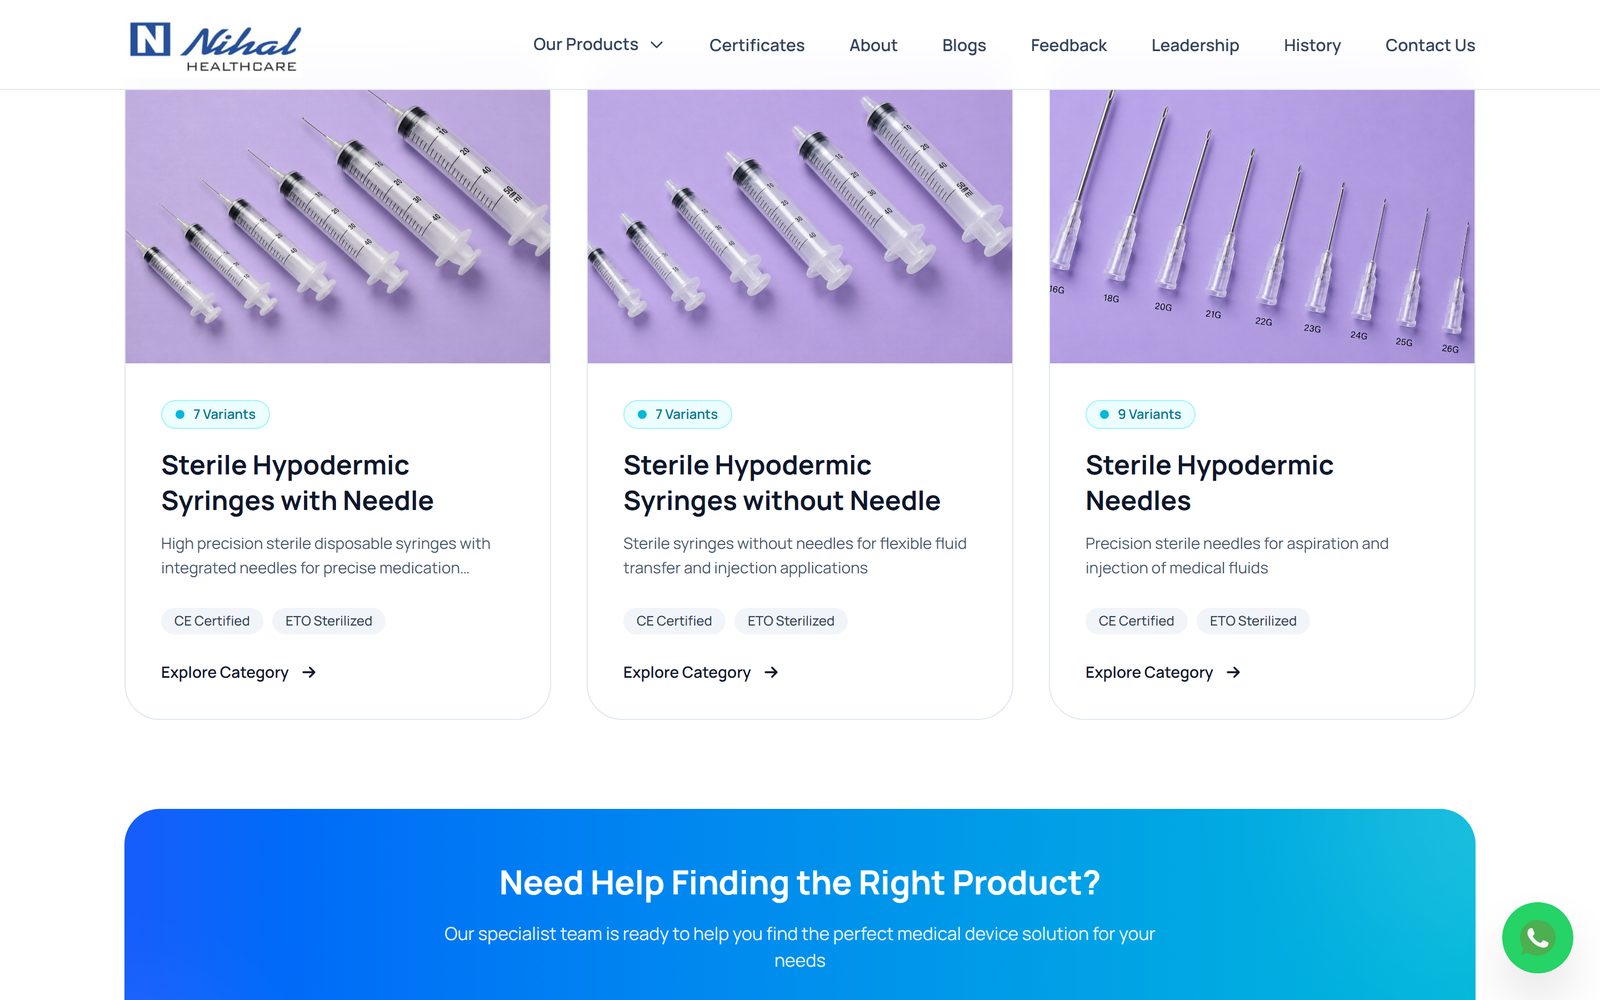 N Nihal
HEALTHCARE
Our Products
Certificates
About
Blogs
Feedback
Leadership
History
Contact Us
16G
18G
20G
21G
22G
23G
24G
25G
26G
7 Variants
Sterile Hypodermic
Syringes with Needle
High precision sterile disposable syringes with
integrated needles for precise medication...
CE Certified
ETO Sterilized
Explore Category
7 Variants
Sterile Hypodermic
Syringes without Needle
Sterile syringes without needles for flexible fluid
transfer and injection applications
CE Certified
ETO Sterilized
Explore Category
9 Variants
Sterile Hypodermic
Needles
Precision sterile needles for aspiration and
injection of medical fluids
CE Certified
ETO Sterilized
Explore Category
Need Help Finding the Right Product?
Our specialist team is ready to help you find the perfect medical device solution for your
needs